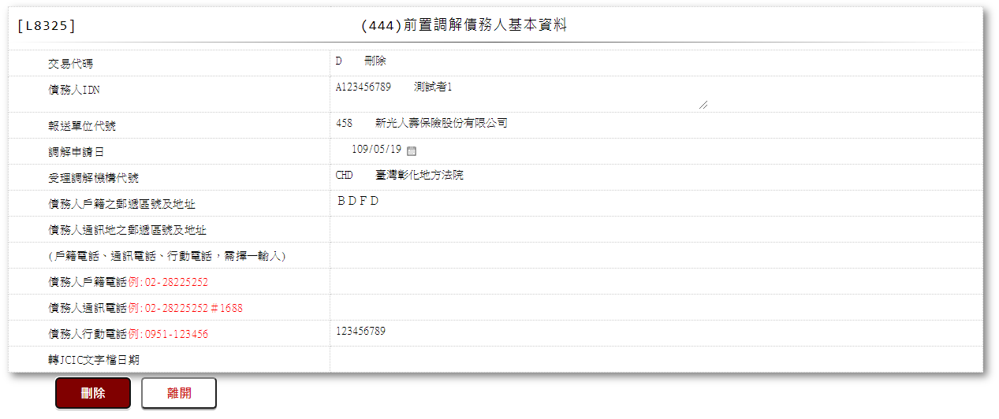 [L8325] (444)前置調解債務人基本資料
交易代碼 D 刪除
債務人IDN A123456789 測試者1
報送單位代號 458 新光人壽保險股份有限公司
調解申請日 109/05/19
受理調解機構代號 CHD 臺灣彰化地方法院
債務人戶籍之郵遞區號及地址 ＢＤＦＤ
債務人通訊地之郵遞區號及地址
(戶籍電話、通訊電話、行動電話，需擇一輸入)
債務人戶籍電話例:02-28225252
債務人通訊電話例:02-28225252＃1688
債務人行動電話例:0951-123456 123456789
轉JCIC文字檔日期
刪除 離開